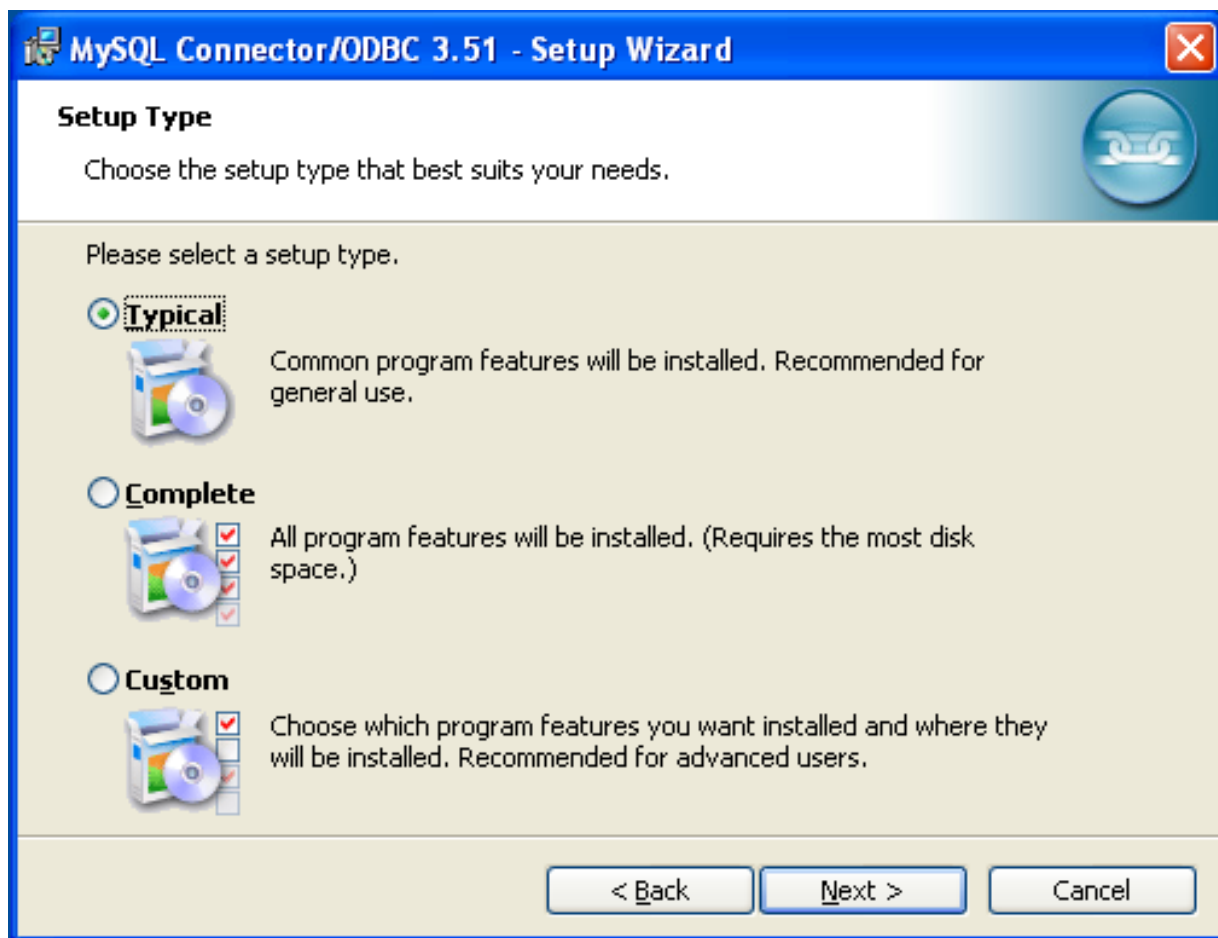 MySQL Connector/ODBC 3.51 - Setup Wizard
Setup Type
Choose the setup type that best suits your needs.
Please select a setup type.
Typical
Common program features will be installed. Recommended for
general use.
Complete
All program features will be installed. (Requires the most disk
space.)
Custom
Choose which program features you want installed and where they
will be installed. Recommended for advanced users.
< Back
Next >
Cancel